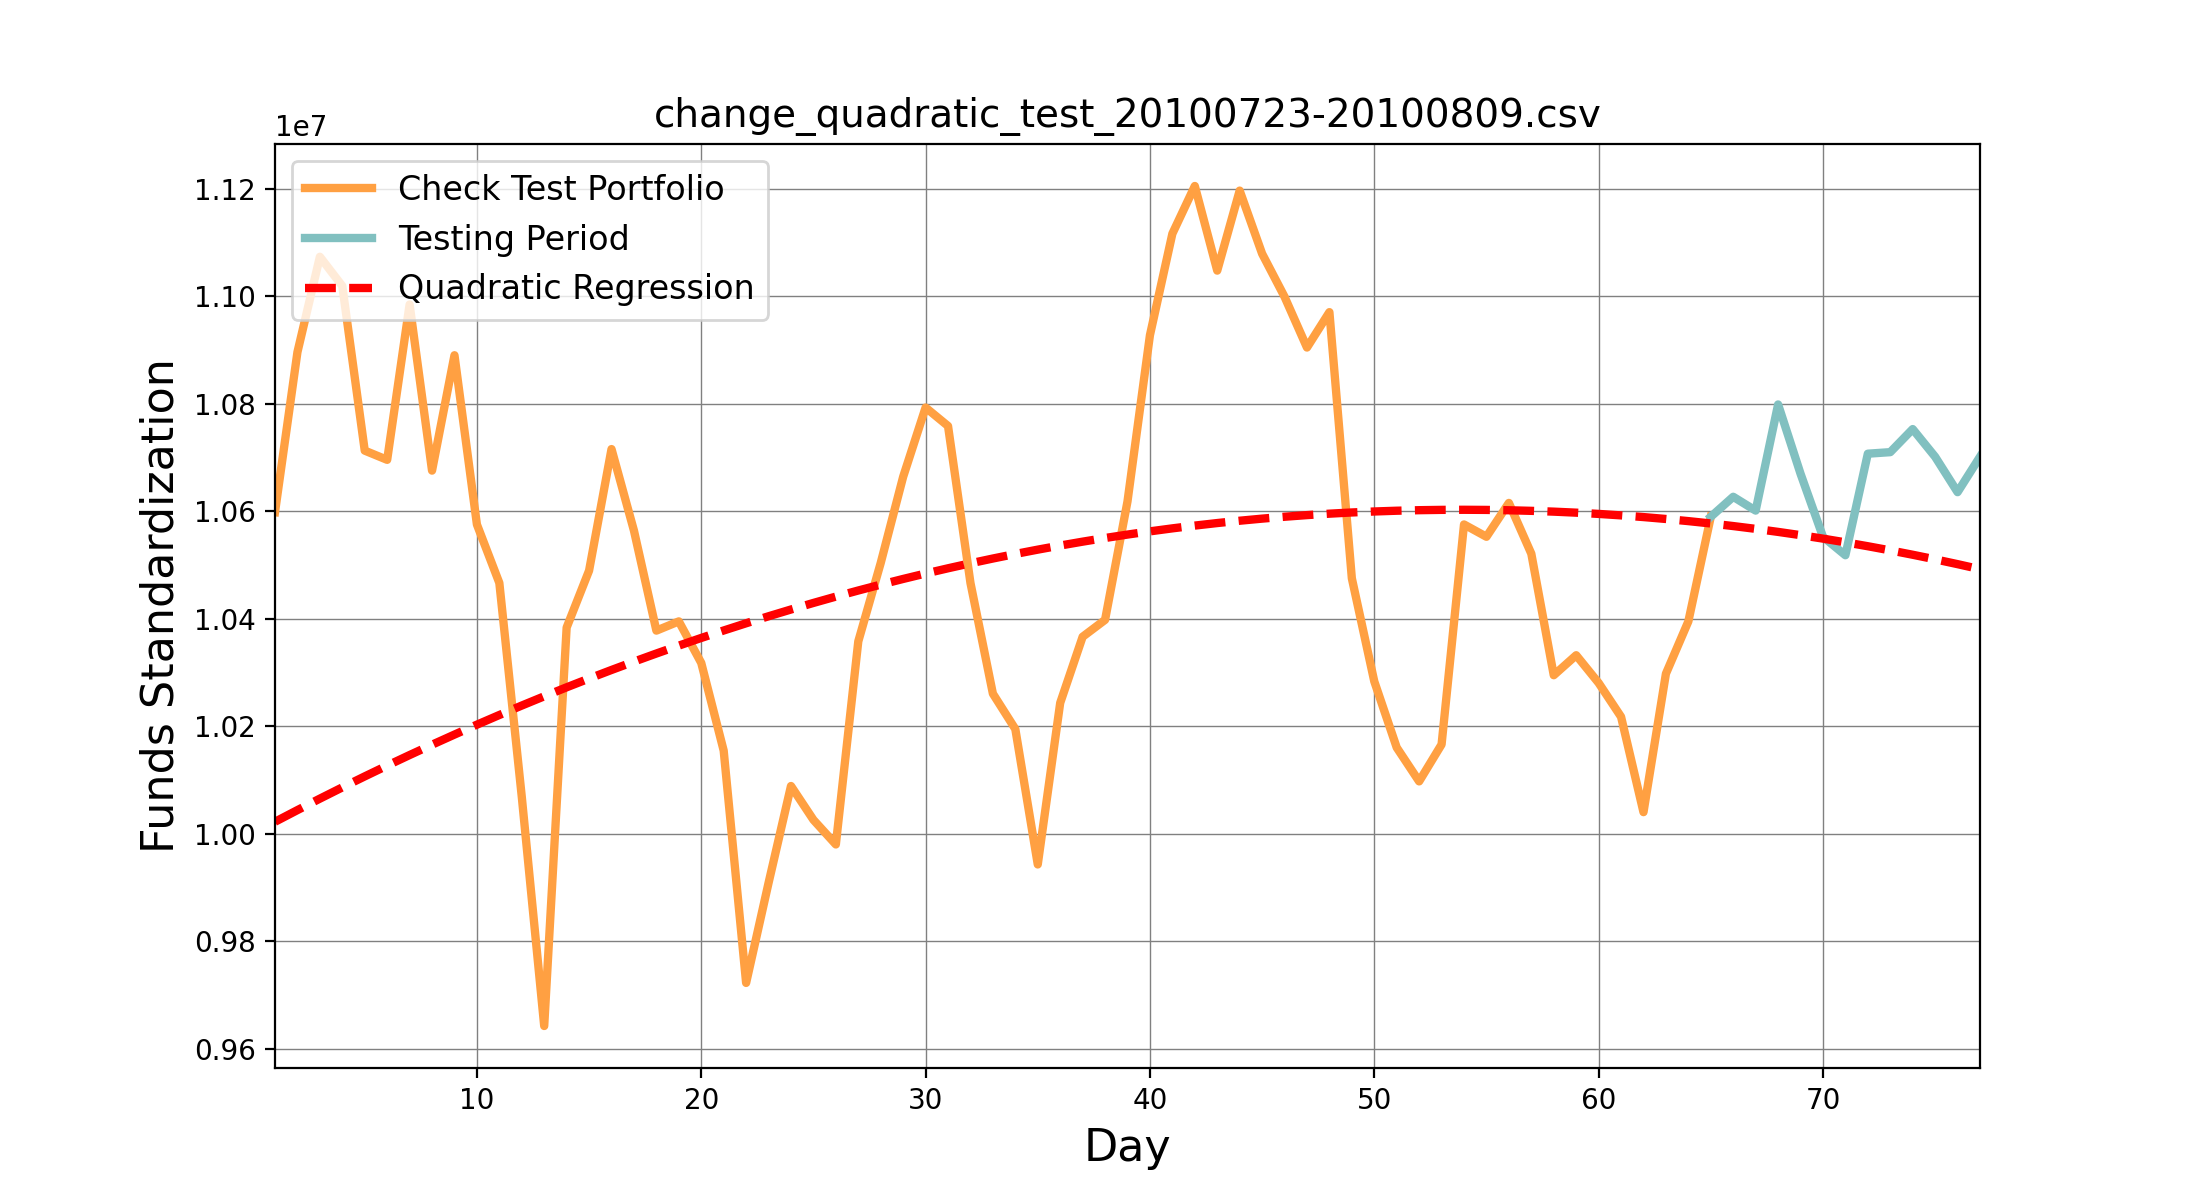 change_quadratic_test_20100723-20100809.csv
1e7
Check Test Portfolio
Testing Period
Quadratic Regression
1.12
1.10
1.08
1.06
1.04
1.02
1.00
0.98
0.96
Funds Standardization
10 20 30 40 50 60 70
Day